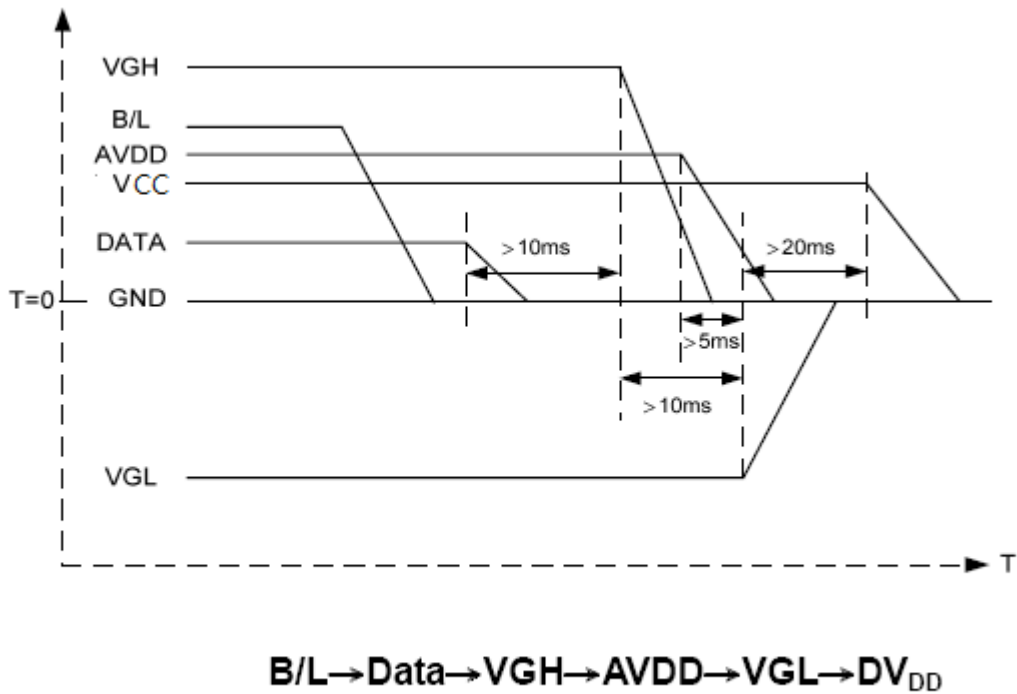 VGH
B/L
AVDD
VCC
DATA
>10ms
>20ms
T=0
GND
>5ms
>10ms
VGL
T
B/L→Data→VGH→AVDD→VGL→DVDD